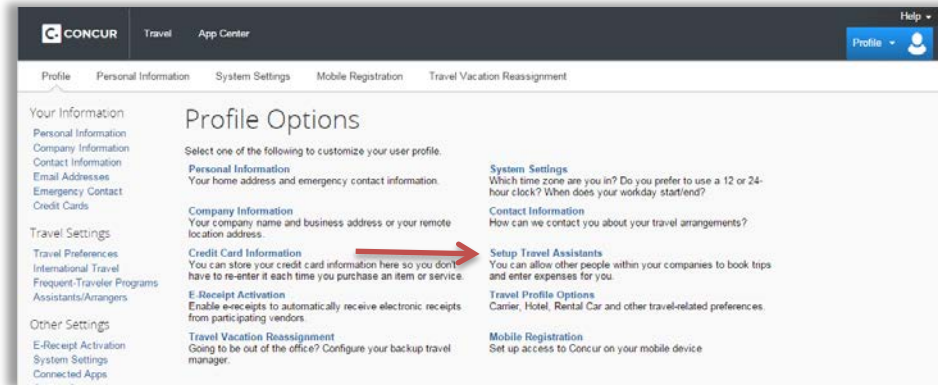 Help
C. CONCUR Travel App Center
Profile
Profile Personal Information System Settings Mobile Registration Travel Vacation Reassignment
Your Information
Personal Information
Company Information
Contact Information
Email Addresses
Emergency Contact
Credit Cards
Travel Settings
Travel Preferences
International Travel
Frequent-Traveler Programs
Assistants/Arrangers
Other Settings
E-Receipt Activation
System Settings
Connected Apps
Profile Options
Select one of the following to customize your user profile.
Personal Information
Your home address and emergency contact information.
Company Information
Your company name and business address or your remote
location address.
Credit Card Information
You can store your credit card information here so you don't
have to re-enter it each time you purchase an item or service.
E-Receipt Activation
Enable e-receipts to automatically receive electronic receipts
from participating vendors.
Travel Vacation Reassignment
Going to be out of the office? Configure your backup travel
manager.
System Settings
Which time zone are you in? Do you prefer to use a 12 or 24-
hour clock? When does your workday start/end?
Contact Information
How can we contact you about your travel arrangements?
Setup Travel Assistants
You can allow other people within your companies to book trips
and enter expenses for you.
Travel Profile Options
Carrier, Hotel, Rental Car and other travel-related preferences.
Mobile Registration
Set up access to Concur on your mobile device